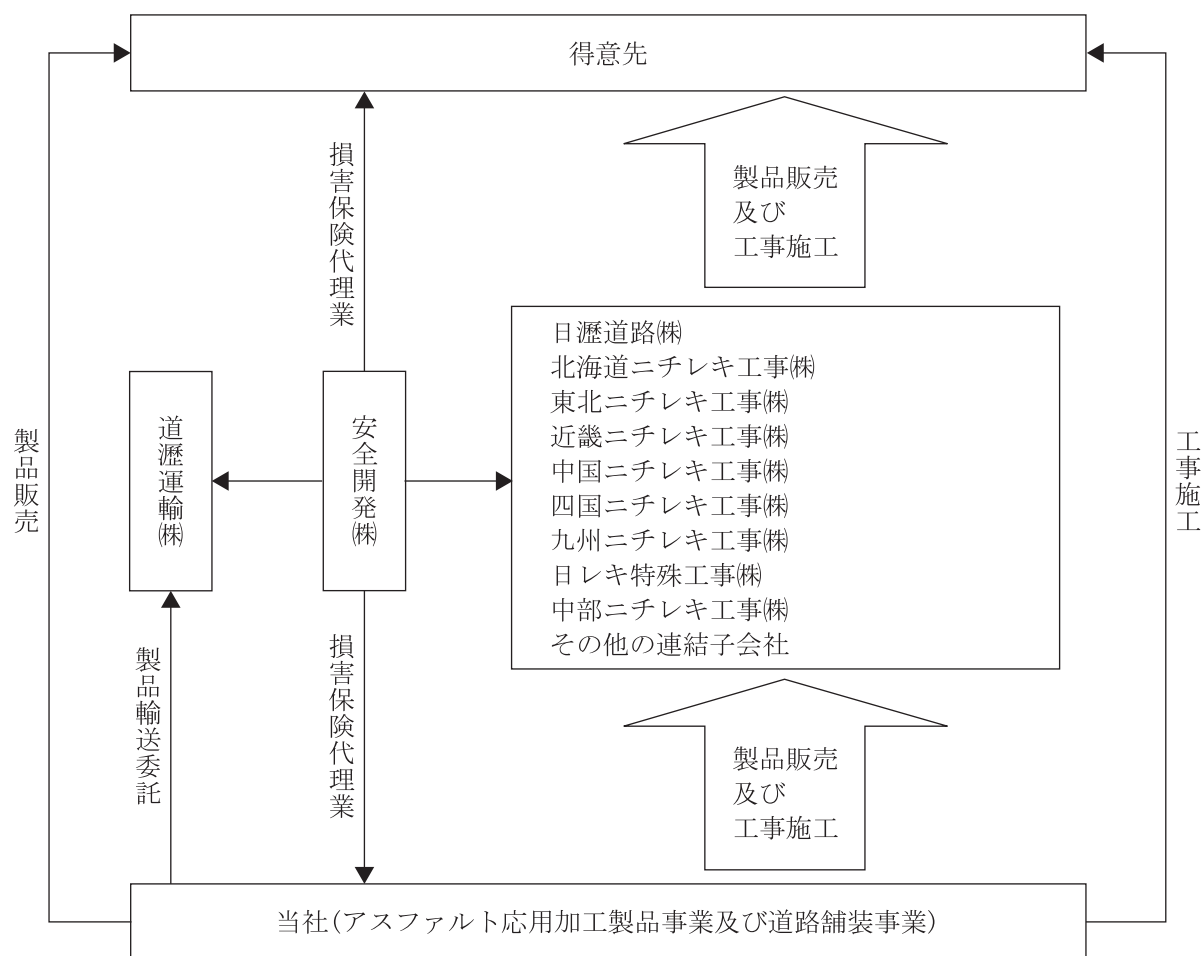 得意先
損害保険代理業
製品販売
及び
工事施工
日瀝道路㈱
北海道ニチレキ工事㈱
東北ニチレキ工事㈱
近畿ニチレキ工事㈱
中国ニチレキ工事㈱
四国ニチレキ工事㈱
九州ニチレキ工事㈱
日レキ特殊工事㈱
中部ニチレキ工事㈱
その他の連結子会社
製品販売
道瀝運輸㈱
安全開発㈱
工事施工
製品輸送委託
損害保険代理業
製品販売
及び
工事施工
当社(アスファルト応用加工製品事業及び道路舗装事業)